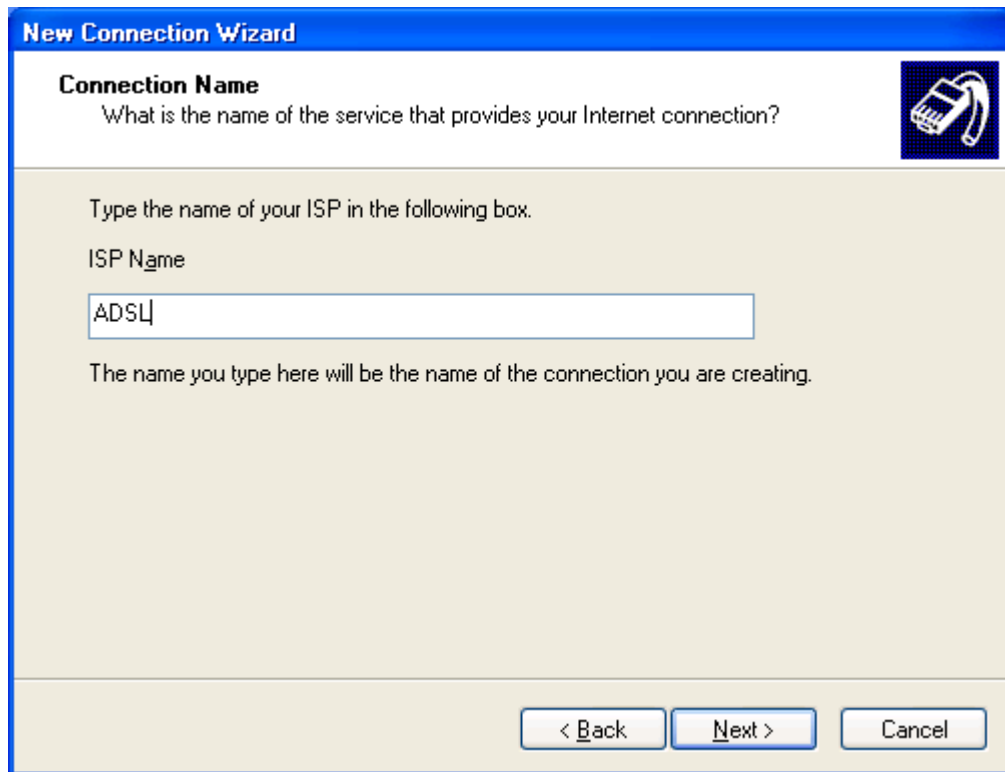 New Connection Wizard
Connection Name
What is the name of the service that provides your Internet connection?
Type the name of your ISP in the following box.
ISP Name
ADSL
The name you type here will be the name of the connection you are creating.
< Back Next > Cancel